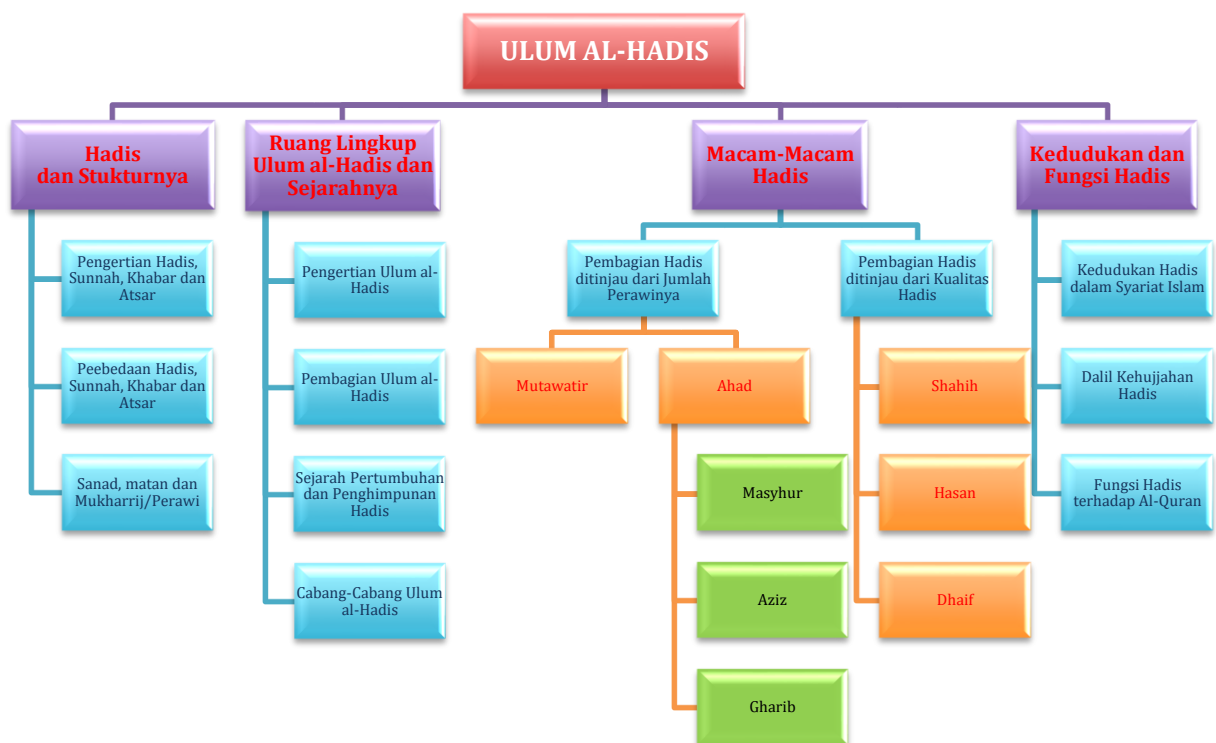 ULUM AL-HADIS
Hadis
dan Stukturnya
Pengertian Hadis,
Sunnah, Khabar dan
Atsar
Peebedaan Hadis,
Sunnah, Khabar dan
Atsar
Sanad, matan dan
Mukharrij/Perawi
Ruang Lingkup
Ulum al-Hadis dan
Sejarahnya
Pengertian Ulum al-
Hadis
Pembagian Ulum al-
Hadis
Sejarah Pertumbuhan
dan Penghimpunan
Hadis
Cabang-Cabang Ulum
al-Hadis
Macam-Macam
Hadis
Pembagian Hadis
ditinjau dari Jumlah
Perawinya
Mutawatir
Ahad
Masyhur
Aziz
Gharib
Pembagian Hadis
ditinjau dari Kualitas
Hadis
Shahih
Hasan
Dhaif
Kedudukan dan
Fungsi Hadis
Kedudukan Hadis
dalam Syariat Islam
Dalil Kehujjahan
Hadis
Fungsi Hadis
terhadap Al-Quran